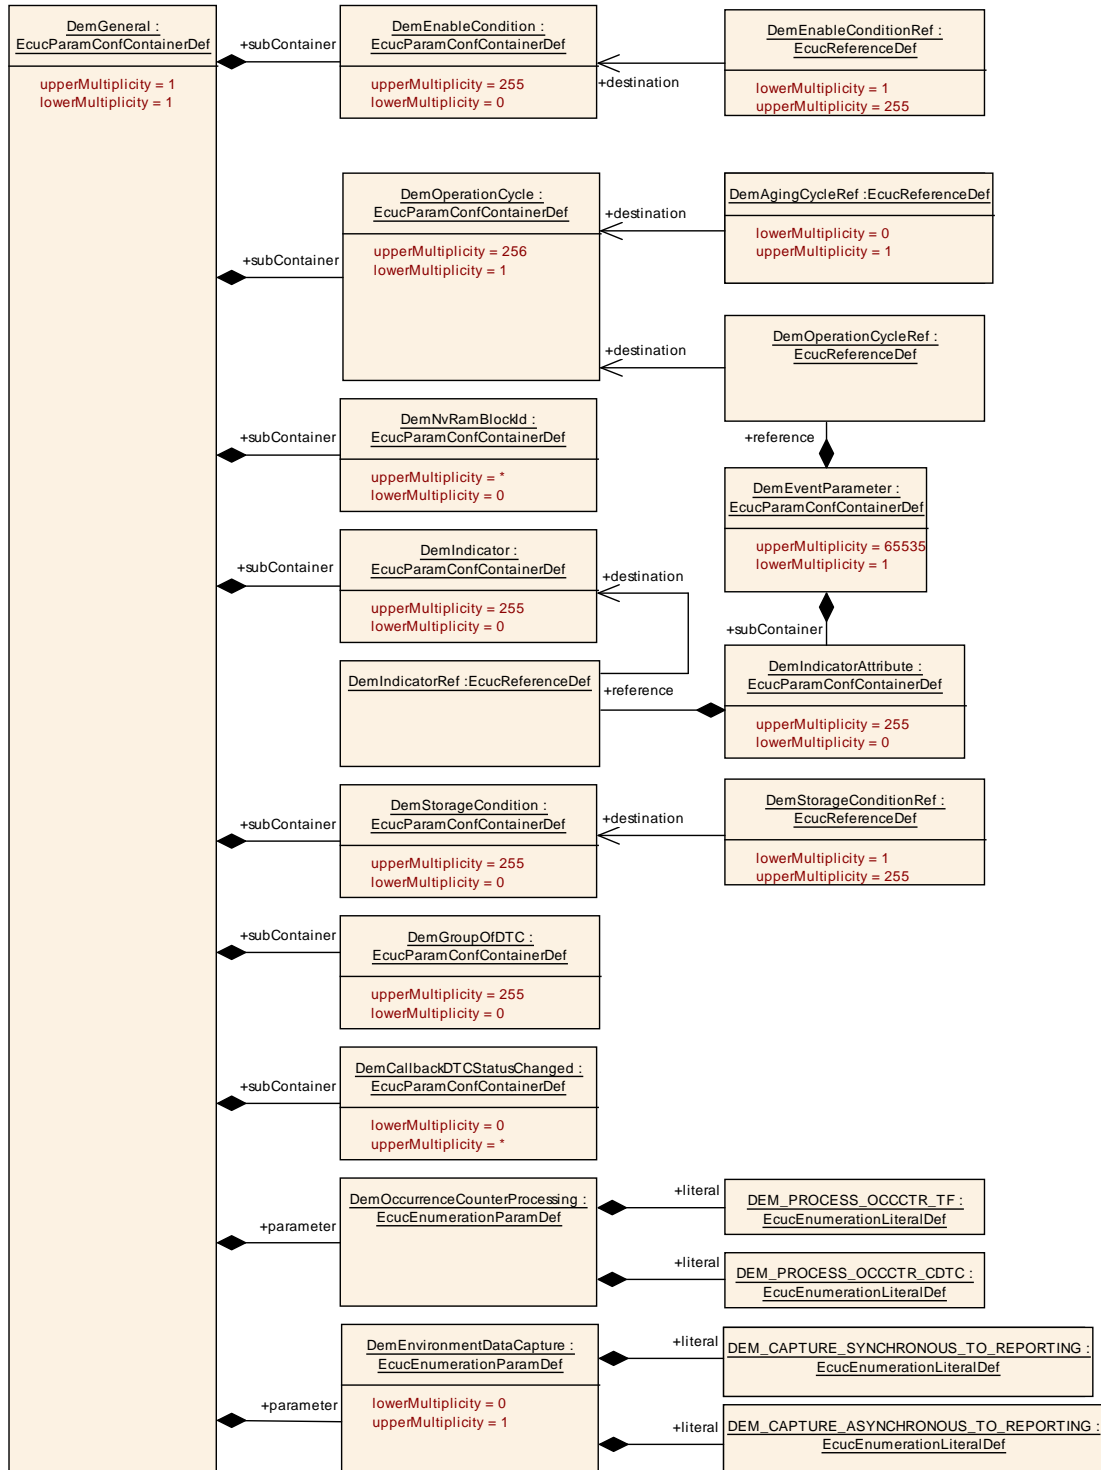 DemGeneral :
EcucParamConfContainerDef
upperMultiplicity = 1
lowerMultiplicity = 1
+subContainer
DemEnableCondition :
EcucParamConfContainerDef
upperMultiplicity = 255
lowerMultiplicity = 0
+destination
DemEnableConditionRef :
EcucReferenceDef
lowerMultiplicity = 1
upperMultiplicity = 255
+subContainer
DemOperationCycle :
EcucParamConfContainerDef
upperMultiplicity = 256
lowerMultiplicity = 1
+destination
DemAgingCycleRef :EcucReferenceDef
lowerMultiplicity = 0
upperMultiplicity = 1
+destination
DemOperationCycleRef :
EcucReferenceDef
+reference
+subContainer
DemNvRamBlockId :
EcucParamConfContainerDef
upperMultiplicity = *
lowerMultiplicity = 0
DemEventParameter :
EcucParamConfContainerDef
upperMultiplicity = 65535
lowerMultiplicity = 1
+subContainer
+subContainer
DemIndicator :
EcucParamConfContainerDef
upperMultiplicity = 255
lowerMultiplicity = 0
+destination
DemIndicatorRef :EcucReferenceDef
+reference
DemIndicatorAttribute :
EcucParamConfContainerDef
upperMultiplicity = 255
lowerMultiplicity = 0
+subContainer
DemStorageCondition :
EcucParamConfContainerDef
upperMultiplicity = 255
lowerMultiplicity = 0
+destination
DemStorageConditionRef :
EcucReferenceDef
lowerMultiplicity = 1
upperMultiplicity = 255
+subContainer
DemGroupOfDTC :
EcucParamConfContainerDef
upperMultiplicity = 255
lowerMultiplicity = 0
+subContainer
DemCallbackDTCStatusChanged :
EcucParamConfContainerDef
lowerMultiplicity = 0
upperMultiplicity = *
+parameter
DemOccurrenceCounterProcessing :
EcucEnumerationParamDef
+literal
DEM_PROCESS_OCCCTR_TF :
EcucEnumerationLiteralDef
+literal
DEM_PROCESS_OCCCTR_CDTC :
EcucEnumerationLiteralDef
+parameter
DemEnvironmentDataCapture :
EcucEnumerationParamDef
lowerMultiplicity = 0
upperMultiplicity = 1
+literal
DEM_CAPTURE_SYNCHRONOUS_TO_REPORTING :
EcucEnumerationLiteralDef
+literal
DEM_CAPTURE_ASYNCHRONOUS_TO_REPORTING :
EcucEnumerationLiteralDef